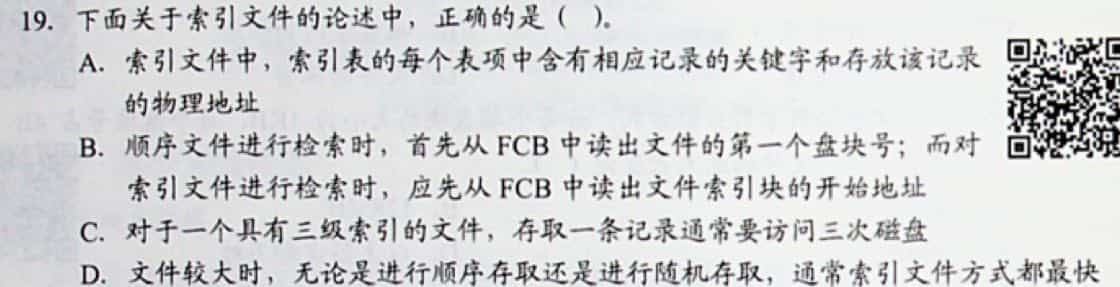 19. 下面关于索引文件的论述中，正确的是（ ）。
A. 索引文件中，索引表的每个表项中含有相应记录的关键字和存放该记录
的物理地址
B. 顺序文件进行检索时，首先从 FCB 中读出文件的第一个盘块号；而对
索引文件进行检索时，应先从 FCB 中读出文件索引块的开始地址
C. 对于一个具有三级索引的文件，存取一条记录通常要访问三次磁盘
D. 文件较大时，无论是进行顺序存取还是进行随机存取，通常索引文件方式都最快